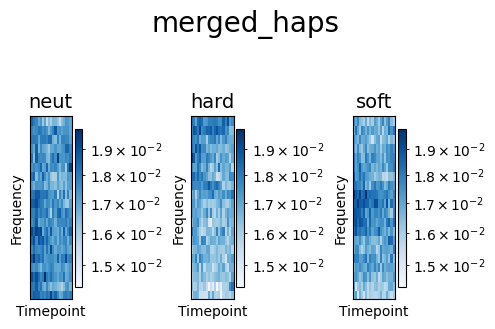 merged_haps
neut
hard
soft
Frequency
1.9 × 10⁻²
1.8 × 10⁻²
1.7 × 10⁻²
1.6 × 10⁻²
1.5 × 10⁻²
Timepoint
Frequency
1.9 × 10⁻²
1.8 × 10⁻²
1.7 × 10⁻²
1.6 × 10⁻²
1.5 × 10⁻²
Timepoint
Frequency
1.9 × 10⁻²
1.8 × 10⁻²
1.7 × 10⁻²
1.6 × 10⁻²
1.5 × 10⁻²
Timepoint